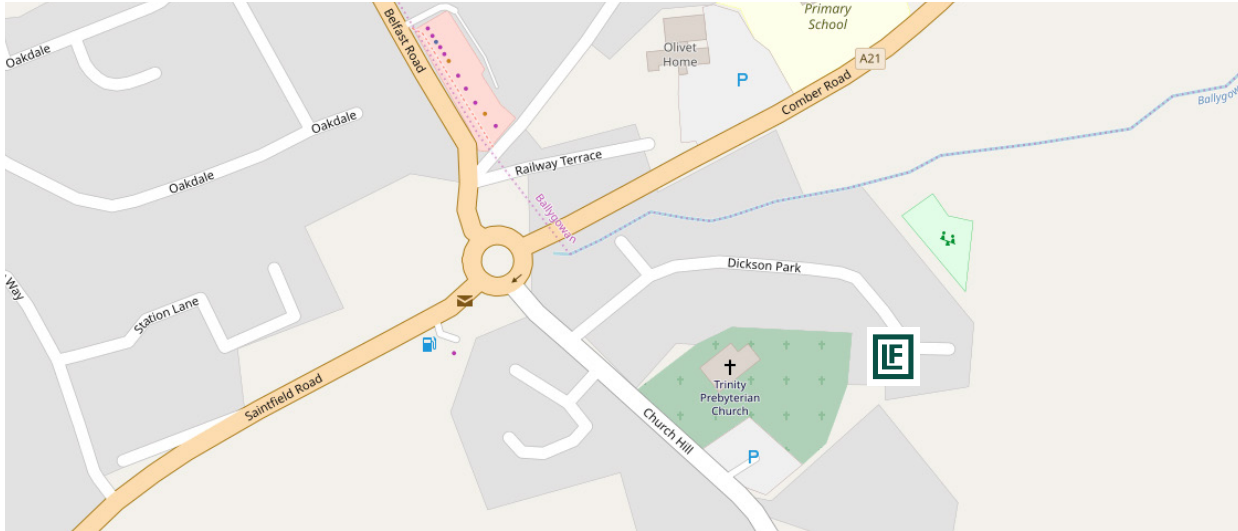 Primary
School
Olivet
Home
P
A21
Belfast Road
Oakdale
Oakdale
Oakdale
Comber Road
Railway Terrace
Ballygowan
Dickson Park
Way
Station Lane
Saintfield Road
LF
Trinity
Prebyterian
Church
Church Hill
P